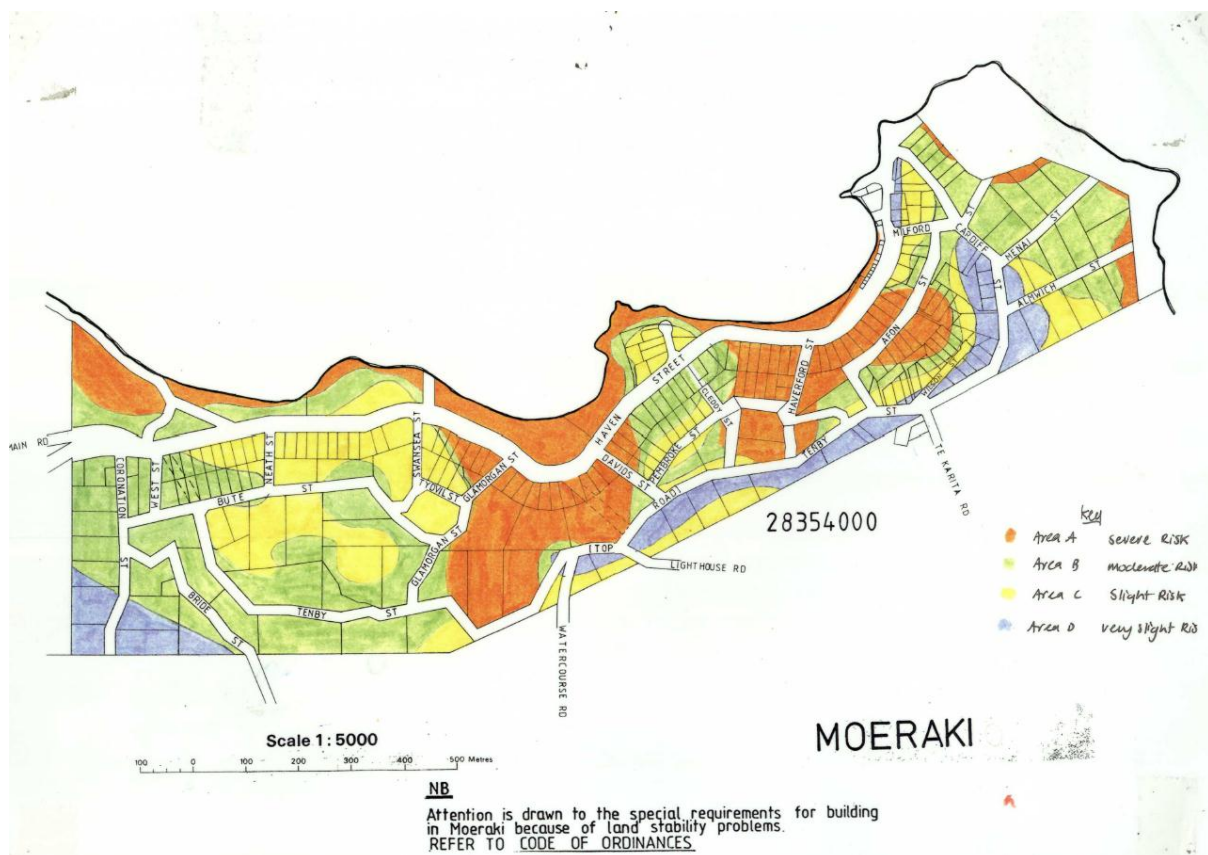 MILFORD
ST
CARDIFF
ST
MENAI
ST
ALMWICH
ST
AFON
ST
HAVERFORD ST
HAVEN
STREET
CLEDDY
ST
PEMBROKE ST
DAVIDS ST
TENBY
ST
TE KARITA RD
MAIN RD
CORONATION
ST
WEST ST
NEATH ST
BUTE
ST
SWANSEA ST
TYDVIL ST
GLAMORGAN ST
GLAMORGAN ST
BRIDE
ST
TENBY
ST
(TOP
ROAD)
LIGHTHOUSE RD
WATERCOURSE RD
28354000
Key
Area A severe Risk
Area B moderate Risk
Area C Slight Risk
Area D very slight Ris
MOERAKI
Scale 1 : 5000
100 0 100 200 300 400 500 Metres
NB
Attention is drawn to the special requirements for building
in Moeraki because of land stability problems.
REFER TO CODE OF ORDINANCES